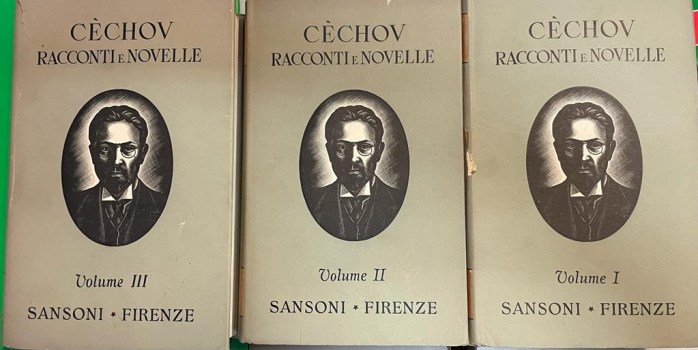 CÈCHOV
RACCONTI E NOVELLE
Volume III
SANSONI ★ FIRENZE
CÈCHOV
RACCONTI E NOVELLE
Volume II
SANSONI ★ FIRENZE
CÈCHOV
RACCONTI E NOVELLE
Volume I
SANSONI ★ FIRENZE